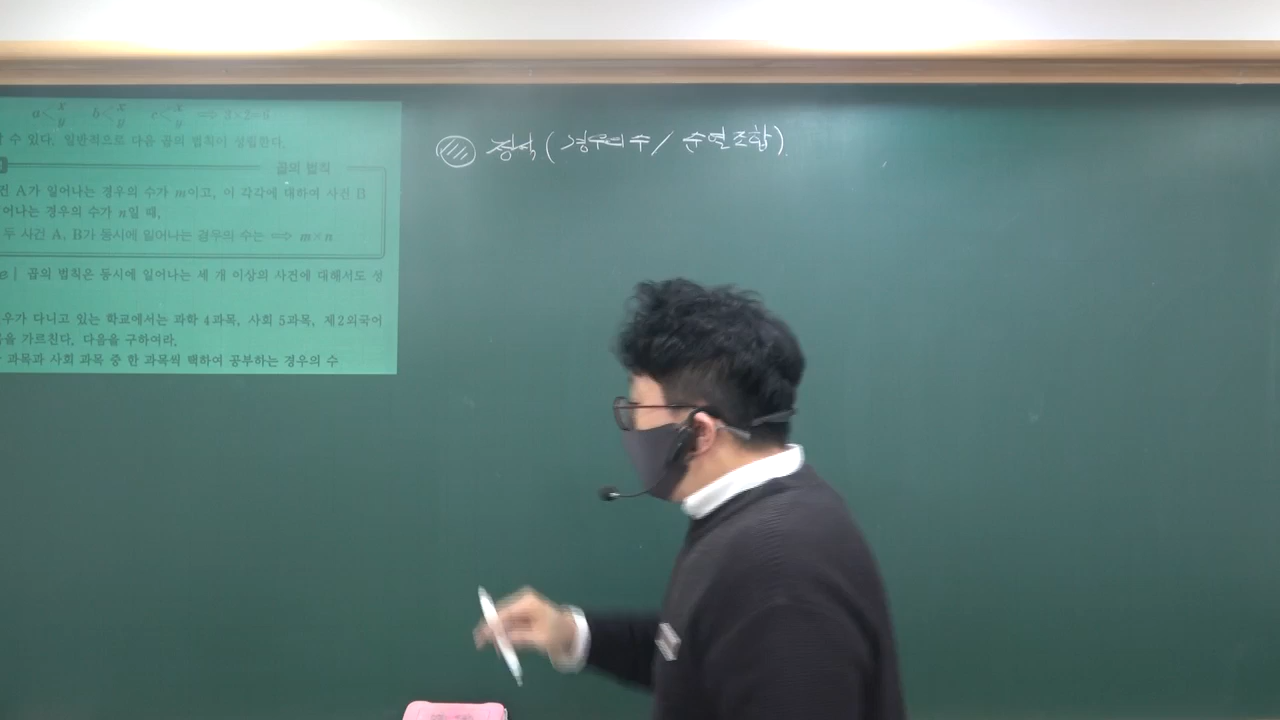 a< x y b< x y c< x y ⟹ 3×2=6
할 수 있다. 일반적으로 다음 곱의 법칙이 성립한다.
곱의 법칙
건 A가 일어나는 경우의 수가 m이고, 이 각각에 대하여 사건 B
어나는 경우의 수가 n일 때,
두 사건 A, B가 동시에 일어나는 경우의 수는 ⟹ m×n
e | 곱의 법칙은 동시에 일어나는 세 개 이상의 사건에 대해서도 성
우가 다니고 있는 학교에서는 과학 4과목, 사회 5과목, 제2외국어
을 가르친다. 다음을 구하여라.
과목과 사회 과목 중 한 과목씩 택하여 공부하는 경우의 수
(경우의 수 / 순열조합).